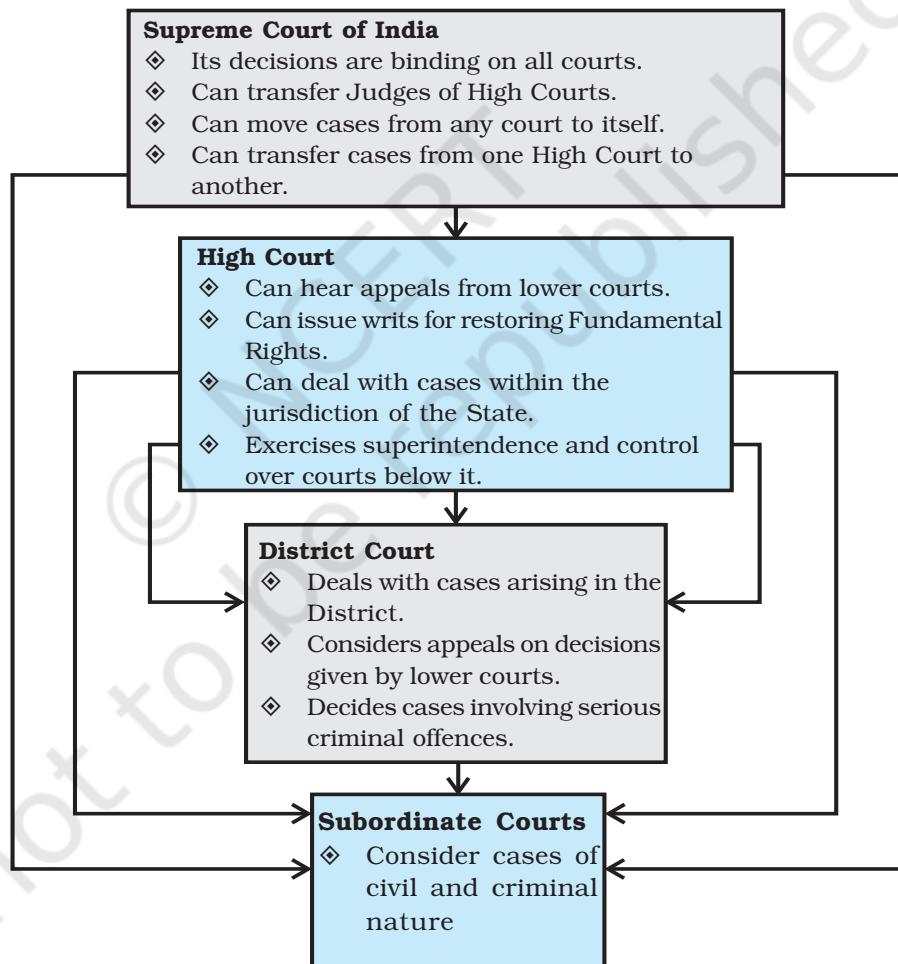 Supreme Court of India
◈ Its decisions are binding on all courts.
◈ Can transfer Judges of High Courts.
◈ Can move cases from any court to itself.
◈ Can transfer cases from one High Court to
another.
High Court
◈ Can hear appeals from lower courts.
◈ Can issue writs for restoring Fundamental
Rights.
◈ Can deal with cases within the
jurisdiction of the State.
◈ Exercises superintendence and control
over courts below it.
District Court
◈ Deals with cases arising in the
District.
◈ Considers appeals on decisions
given by lower courts.
◈ Decides cases involving serious
criminal offences.
Subordinate Courts
◈ Consider cases of
civil and criminal
nature
© NCERT
not to be republished